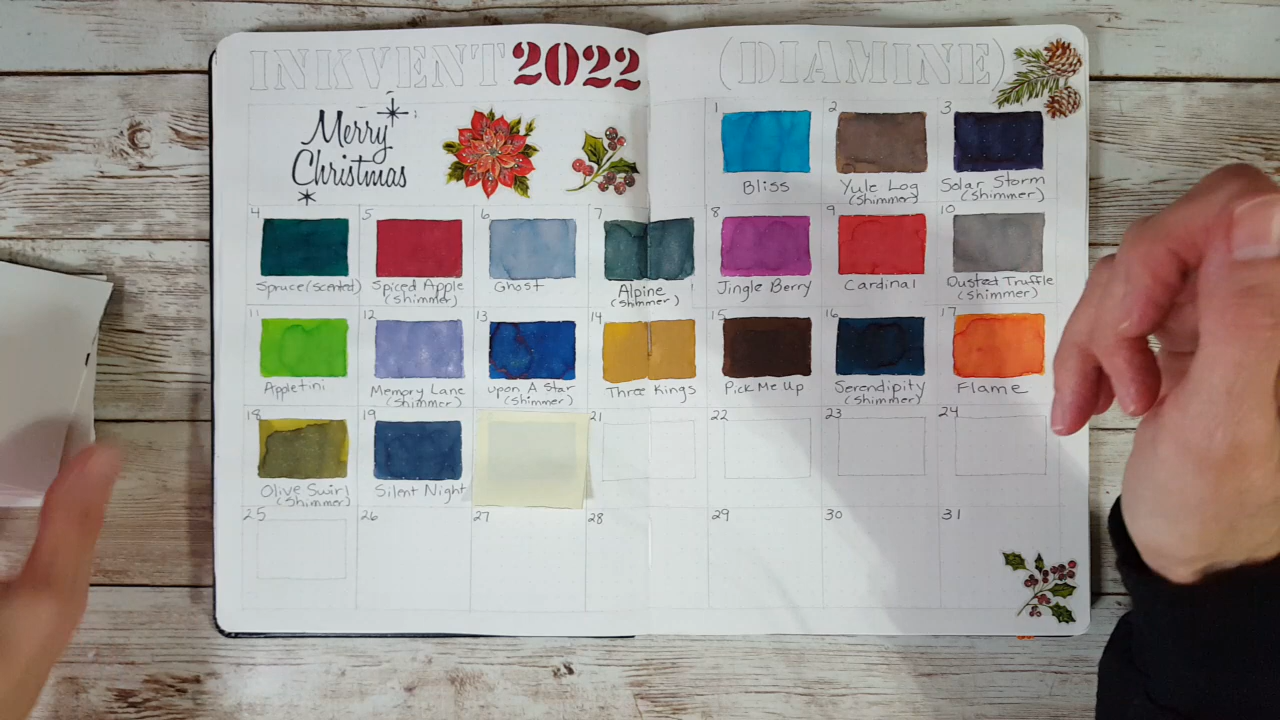 INKVENT 2022 (DIAMINE)
Merry
Christmas
1 2 3
Bliss Yule Log Solar Storm
(shimmer) (shimmer)
4 5 6 7 8 9 10
Spruce (scented) Spiced Apple Ghost Alpine Jingle Berry Cardinal Dusted Truffle
(shimmer) (shimmer) (shimmer)
11 12 13 14 15 16 17
Appletini Memory Lane upon A Star Three Kings Pick Me Up Serendipity Flame
(shimmer) (shimmer) (shimmer)
18 19 21 22 23 24
Olive Swirl Silent Night
(shimmer)
25 26 27 28 29 30 31